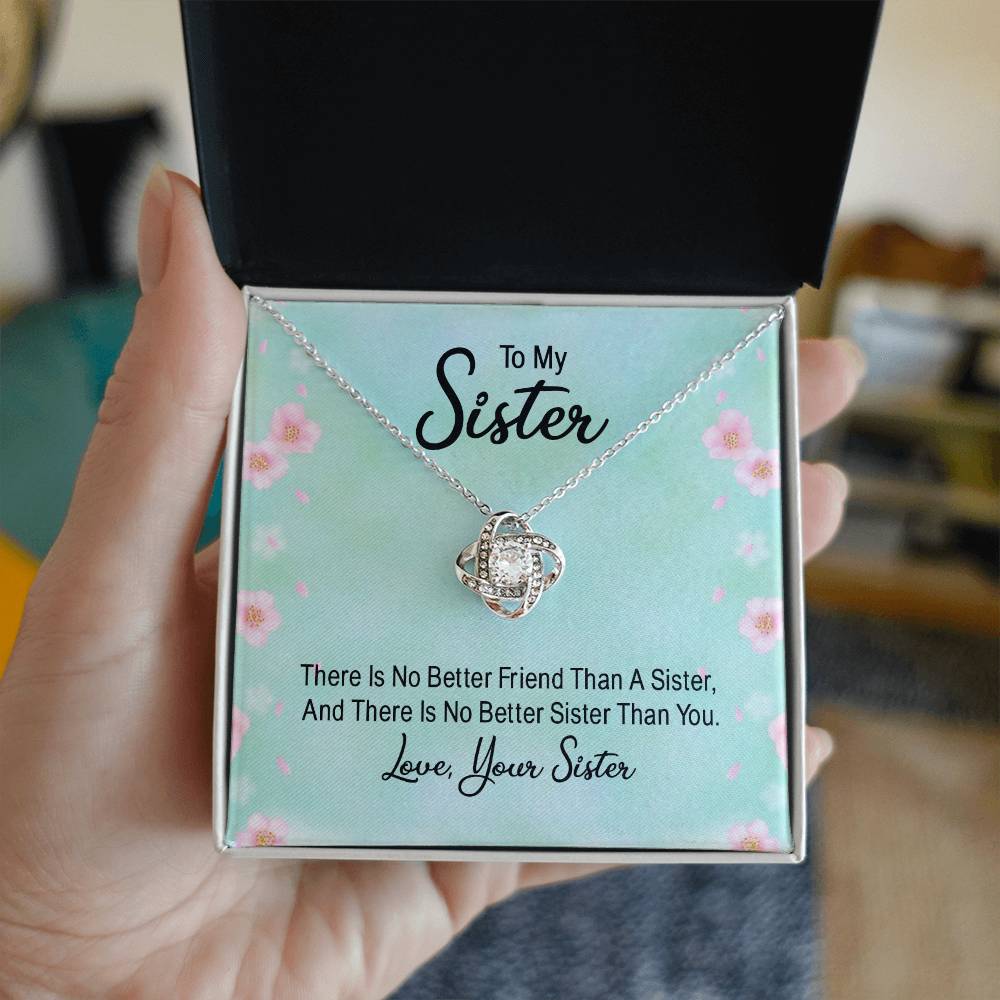 To My
Sister
There Is No Better Friend Than A Sister,
And There Is No Better Sister Than You.
Love, Your Sister